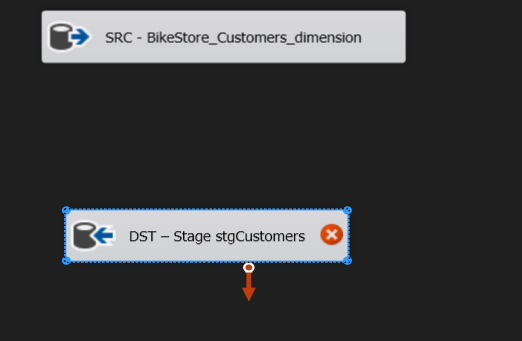 SRC - BikeStore_Customers_dimension
DST – Stage stgCustomers